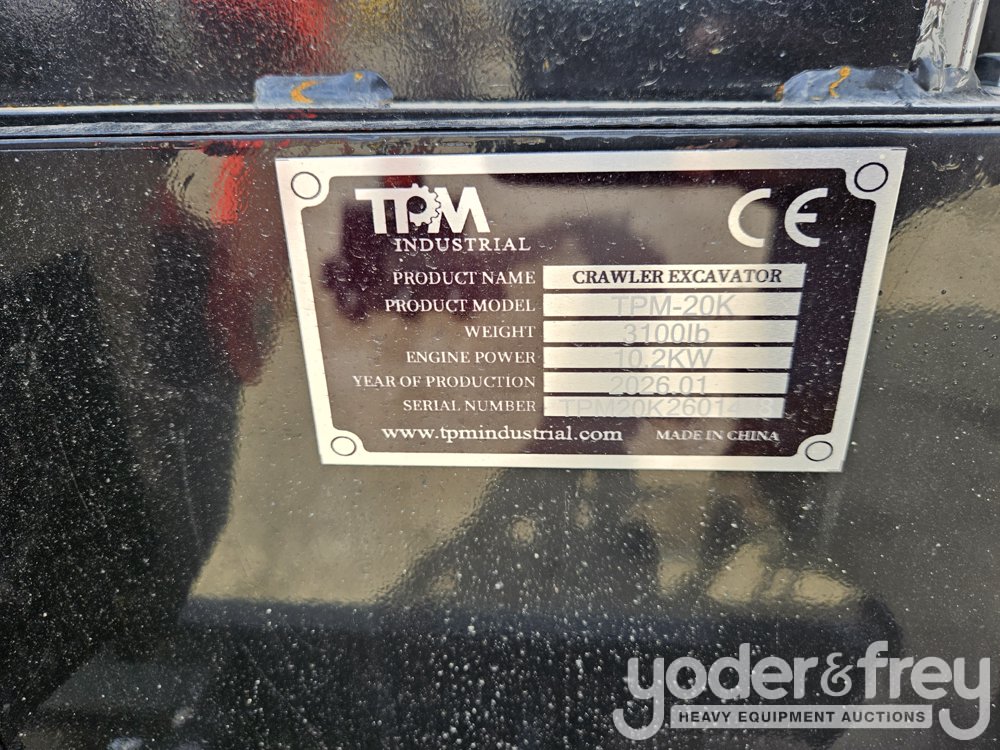 TPM
INDUSTRIAL
CE
PRODUCT NAME CRAWLER EXCAVATOR
PRODUCT MODEL TPM-20K
WEIGHT 3100lb
ENGINE POWER 10.2KW
YEAR OF PRODUCTION 2026.01
SERIAL NUMBER
www.tpmindustrial.com MADE IN CHINA
yoder&frey
HEAVY EQUIPMENT AUCTIONS